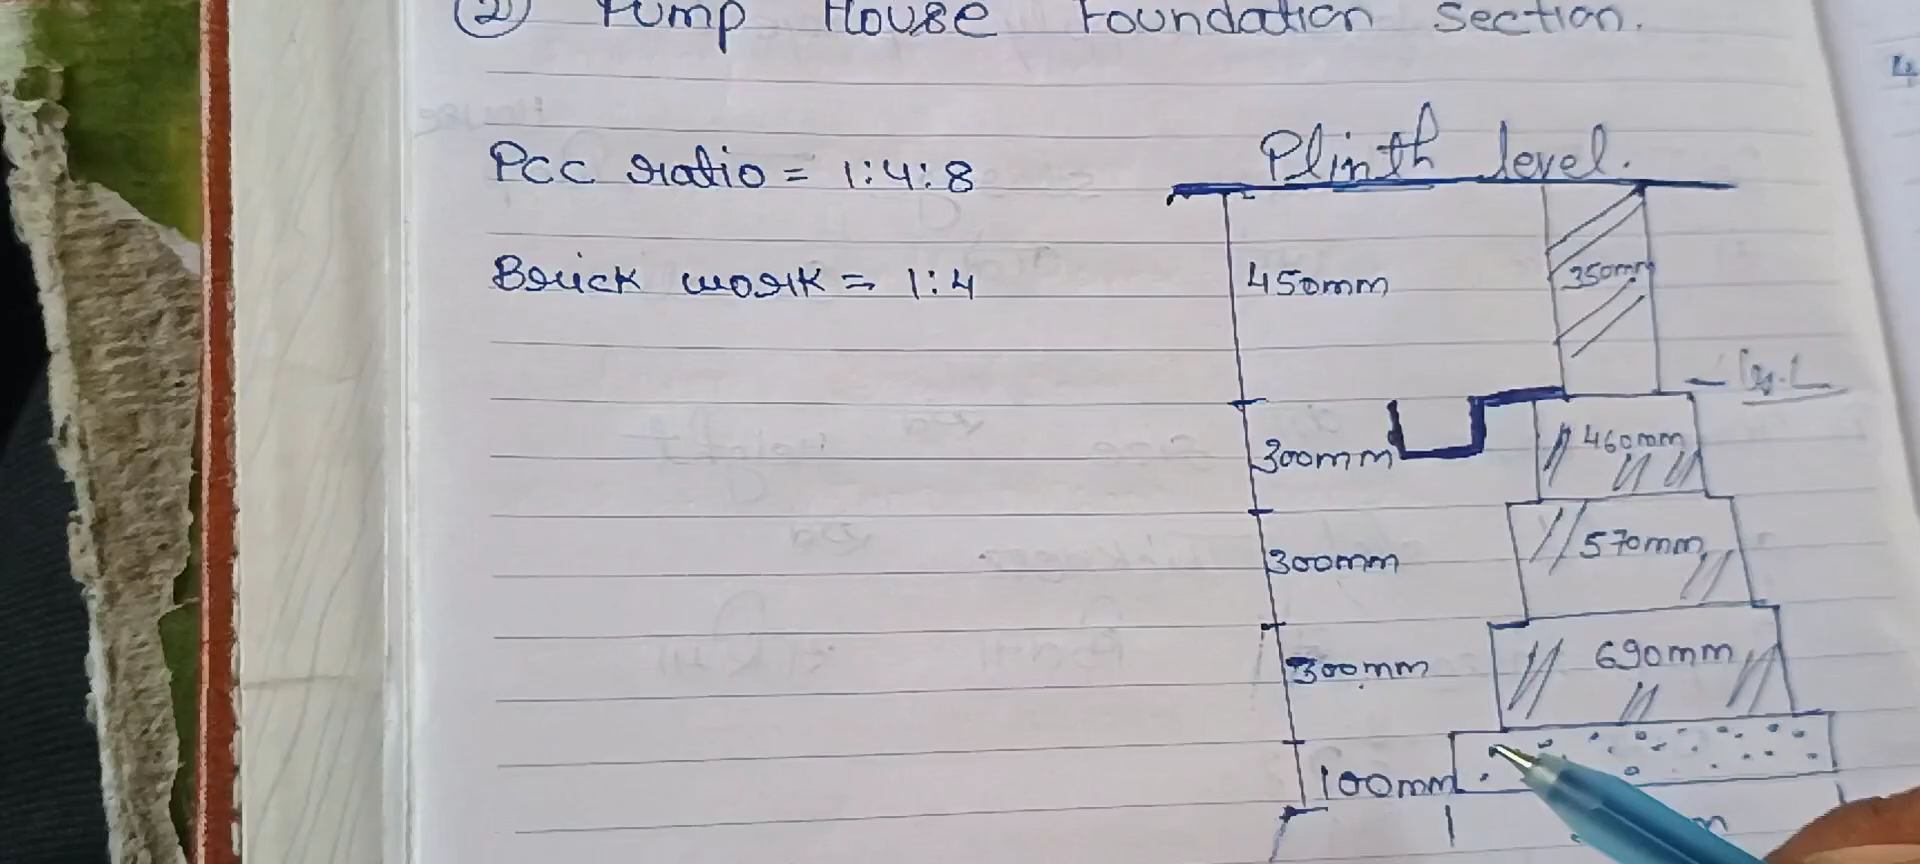 ② Pump House Foundation Section.
Plinth level.
PCC ratio = 1:4:8
450mm
350mm
Brick work = 1:4
G.L
300mm
460mm
300mm
570mm
300mm
690mm
100mm